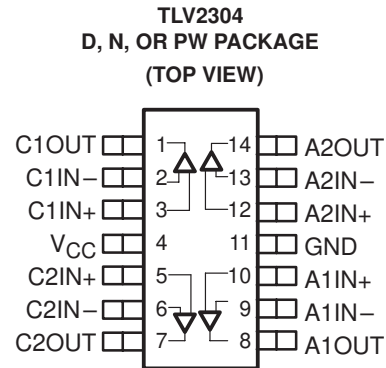 TLV2304
D, N, OR PW PACKAGE
(TOP VIEW)
C1OUT 1 14 A2OUT
C1IN− 2 13 A2IN−
C1IN+ 3 12 A2IN+
VCC 4 11 GND
C2IN+ 5 10 A1IN+
C2IN− 6 9 A1IN−
C2OUT 7 8 A1OUT